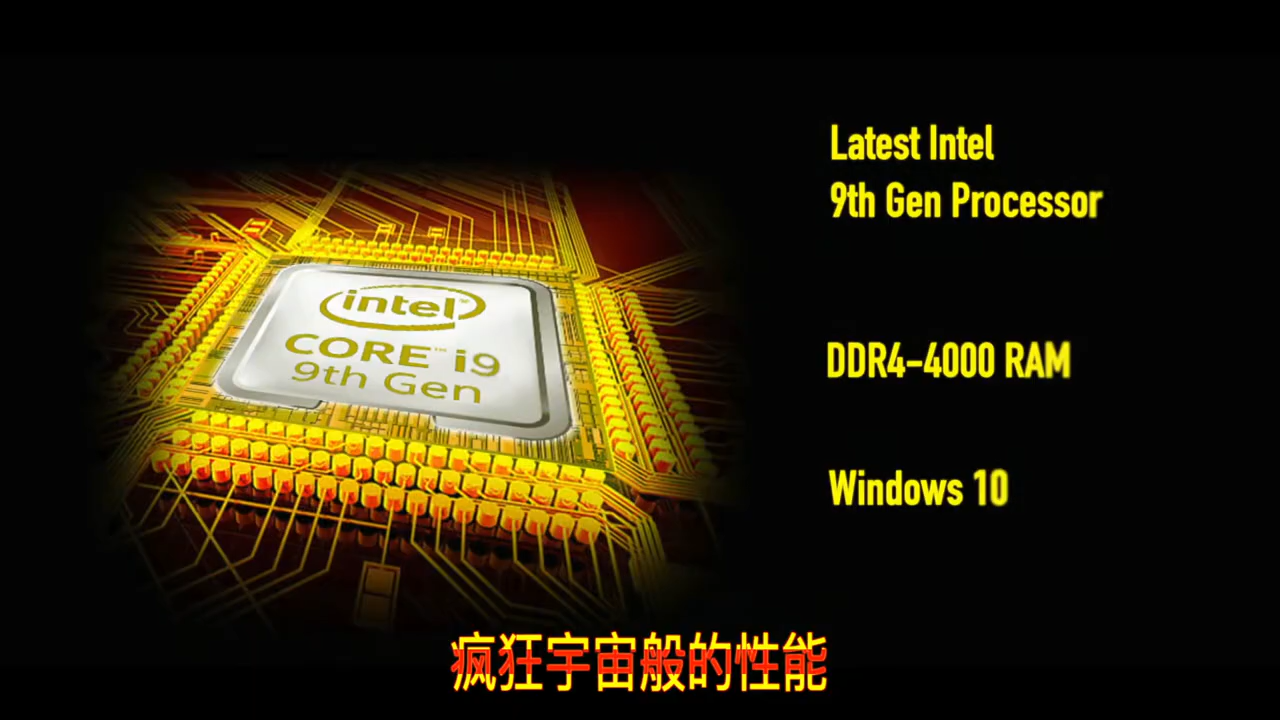 intel
CORE™ i9
9th Gen
Latest Intel
9th Gen Processor
DDR4-4000 RAM
Windows 10
疯狂宇宙般的性能